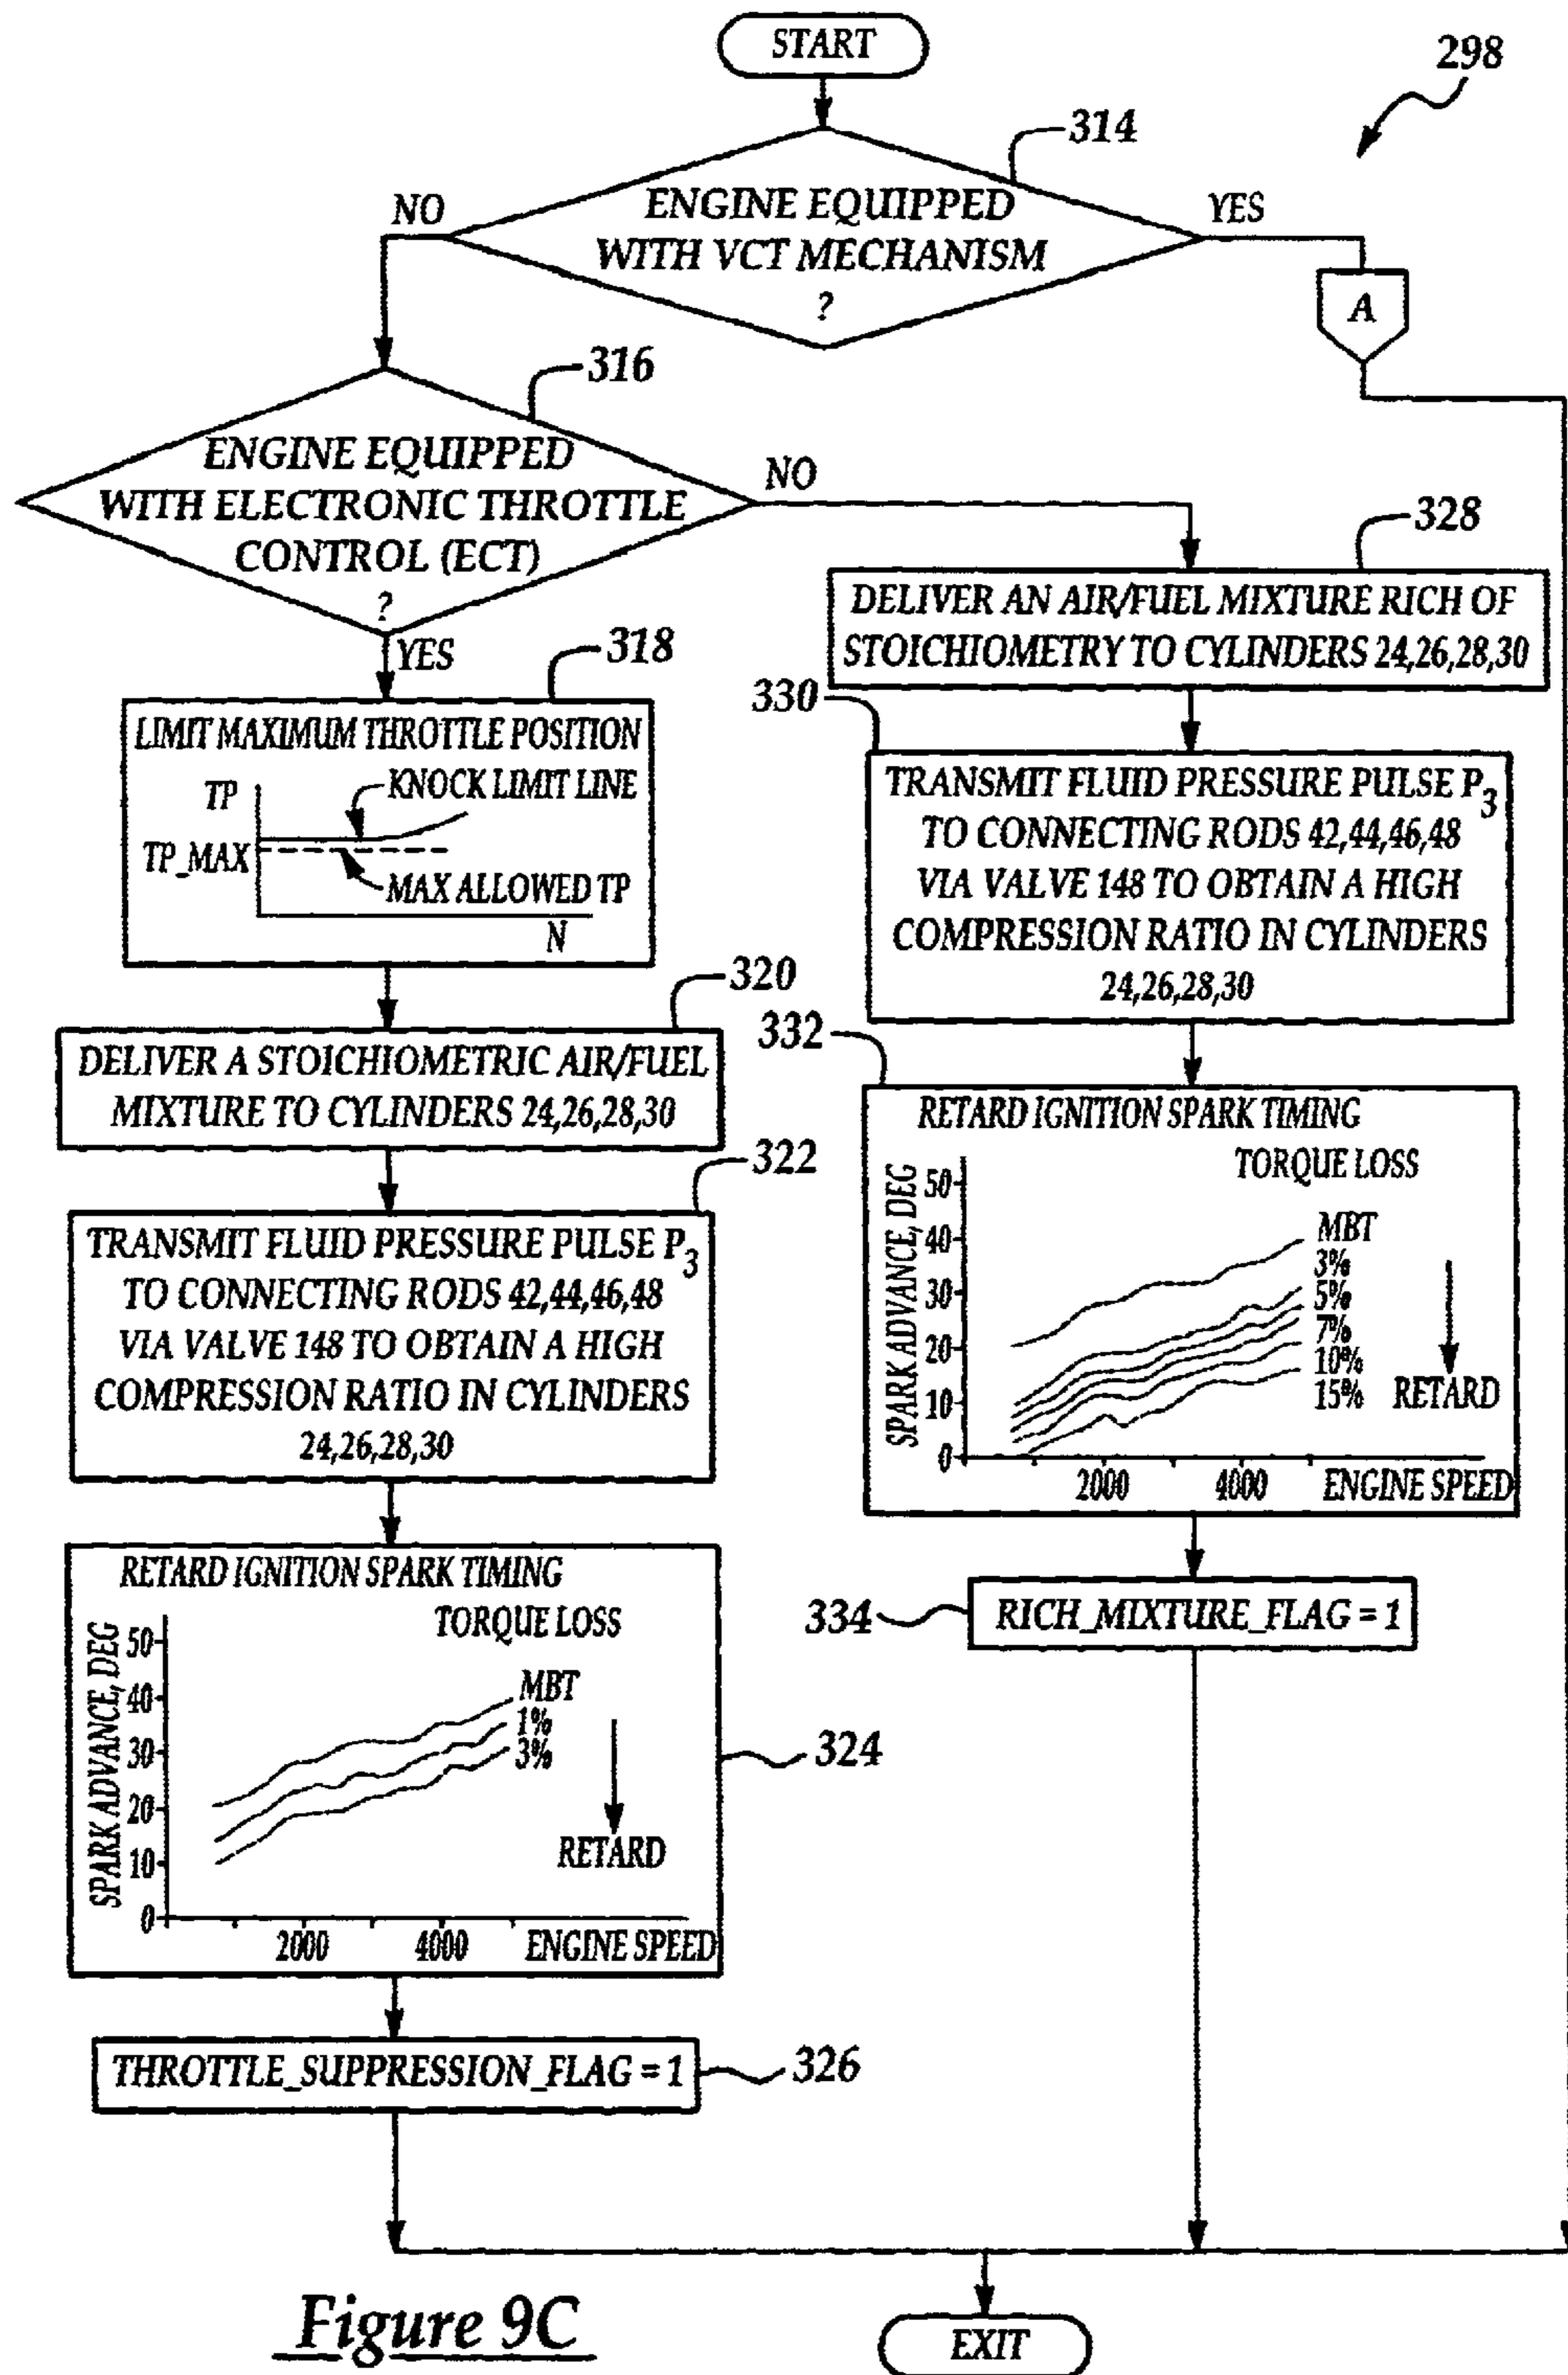 START
298
314
ENGINE EQUIPPED
WITH VCT MECHANISM
?
NO
YES
A
316
ENGINE EQUIPPED
WITH ELECTRONIC THROTTLE
CONTROL (ECT)
?
NO
YES
318
LIMIT MAXIMUM THROTTLE POSITION
TP
KNOCK LIMIT LINE
TP_MAX
MAX ALLOWED TP
N
320
DELIVER A STOICHIOMETRIC AIR/FUEL
MIXTURE TO CYLINDERS 24,26,28,30
322
TRANSMIT FLUID PRESSURE PULSE P3
TO CONNECTING RODS 42,44,46,48
VIA VALVE 148 TO OBTAIN A HIGH
COMPRESSION RATIO IN CYLINDERS
24,26,28,30
RETARD IGNITION SPARK TIMING
TORQUE LOSS
SPARK ADVANCE, DEG
50
40
30
20
10
0
MBT
1%
3%
RETARD
2000
4000
ENGINE SPEED
324
THROTTLE_SUPPRESSION_FLAG = 1
326
328
DELIVER AN AIR/FUEL MIXTURE RICH OF
STOICHIOMETRY TO CYLINDERS 24,26,28,30
330
TRANSMIT FLUID PRESSURE PULSE P3
TO CONNECTING RODS 42,44,46,48
VIA VALVE 148 TO OBTAIN A HIGH
COMPRESSION RATIO IN CYLINDERS
24,26,28,30
332
RETARD IGNITION SPARK TIMING
TORQUE LOSS
SPARK ADVANCE, DEG
50
40
30
20
10
0
MBT
3%
5%
7%
10%
15%
RETARD
2000
4000
ENGINE SPEED
334
RICH_MIXTURE_FLAG = 1
EXIT
Figure 9C